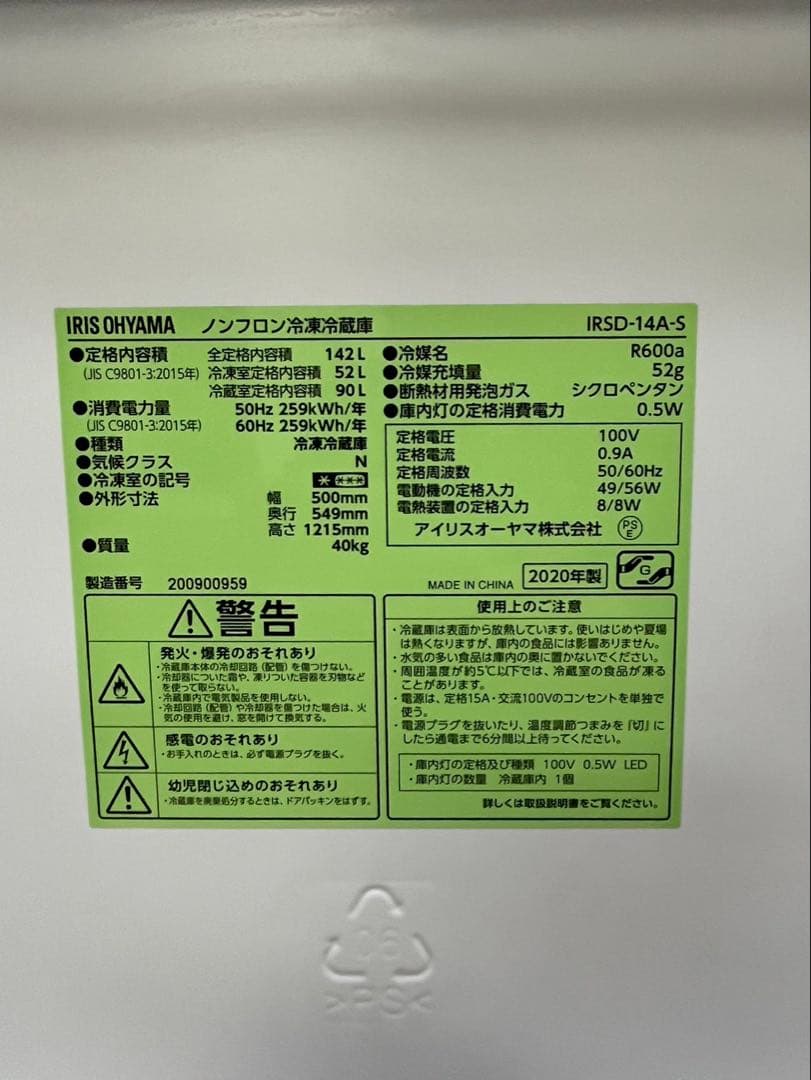 IRIS OHYAMA ノンフロン冷凍冷蔵庫 IRSD-14A-S
●定格内容積 全定格内容積 142L
(JIS C9801-3:2015年) 冷凍室定格内容積 52L
冷蔵室定格内容積 90L
●消費電力量 50Hz 259kWh/年
(JIS C9801-3:2015年) 60Hz 259kWh/年
●種類 冷凍冷蔵庫
●気候クラス N
●冷凍室の記号
●外形寸法 幅 500mm
奥行 549mm
高さ 1215mm
●質量 40kg
●冷媒名 R600a
●冷媒充填量 52g
●断熱材用発泡ガス シクロペンタン
●庫内灯の定格消費電力 0.5W
定格電圧 100V
定格電流 0.9A
定格周波数 50/60Hz
電動機の定格入力 49/56W
電熱装置の定格入力 8/8W
アイリスオーヤマ株式会社 PSE
製造番号 200900959
MADE IN CHINA 2020年製 G
警告
発火・爆発のおそれあり
・冷蔵庫本体の冷却回路(配管)を傷つけない。
・冷却器についた霜や、凍りついた容器を刃物など
を使って取らない。
・冷蔵庫内で電気製品を使用しない。
・冷却回路(配管)や冷却器を傷つけた場合は、火
気の使用を避け、窓を開けて換気する。
感電のおそれあり
・お手入れのときは、必ず電源プラグを抜く。
幼児閉じ込めのおそれあり
・冷蔵庫を廃棄処分するときは、ドアパッキンをはずす。
使用上のご注意
・冷蔵庫は表面から放熱しています。使いはじめや夏場
は熱くなりますが、庫内の食品には影響ありません。
・水気の多い食品は庫内の奥に置かないでください。
・周囲温度が約5℃以下では、冷蔵室の食品が凍る
ことがあります。
・電源は、定格15A・交流100Vのコンセントを単独で
使う。
・電源プラグを抜いたり、温度調節つまみを「切」に
したら通電まで6分間以上待ってください。
・庫内灯の定格及び種類 100V 0.5W LED
・庫内灯の数量 冷蔵庫内 1個
詳しくは取扱説明書をご覧ください。
06
>PS<